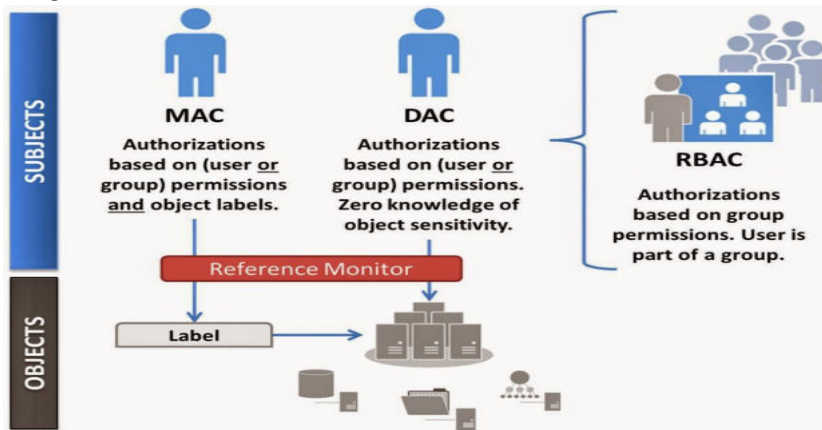 SUBJECTS
MAC
Authorizations
based on (user or
group) permissions
and object labels.
DAC
Authorizations
based on (user or
group) permissions.
Zero knowledge of
object sensitivity.
RBAC
Authorizations
based on group
permissions. User is
part of a group.
Reference Monitor
OBJECTS
Label